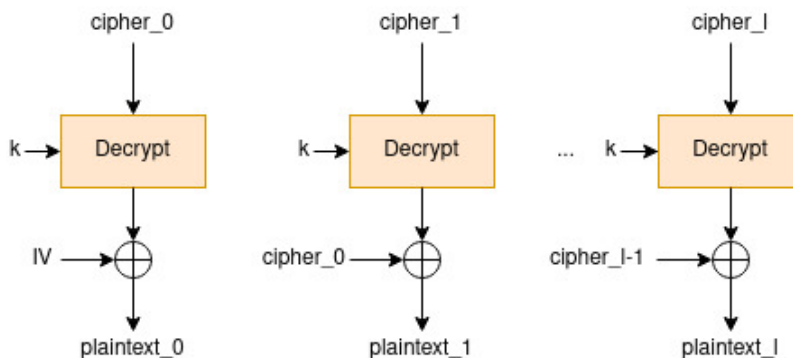 cipher_0 cipher_1 cipher_l
k Decrypt k Decrypt ... k Decrypt
IV cipher_0 cipher_l-1
plaintext_0 plaintext_1 plaintext_l